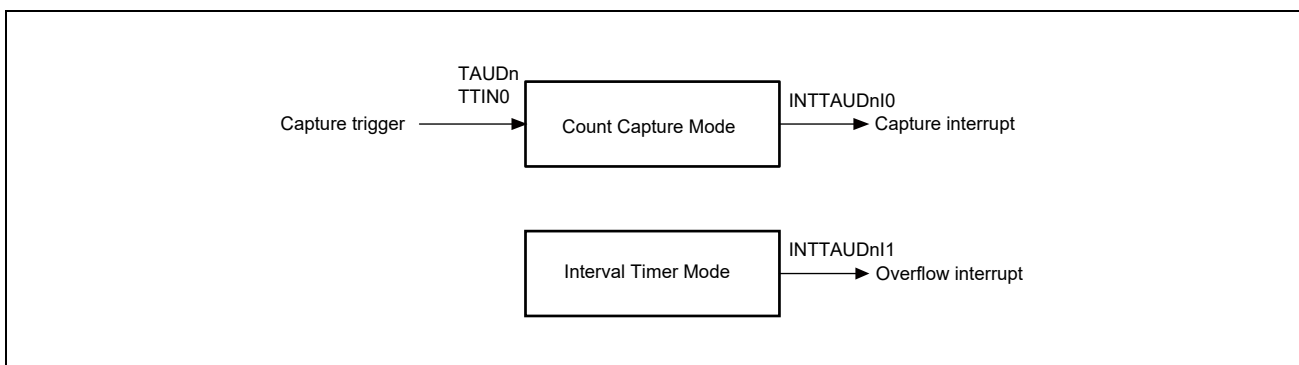 TAUDn
TTIN0
INTTAUDnI0
Capture trigger
Count Capture Mode
Capture interrupt
INTTAUDnI1
Interval Timer Mode
Overflow interrupt